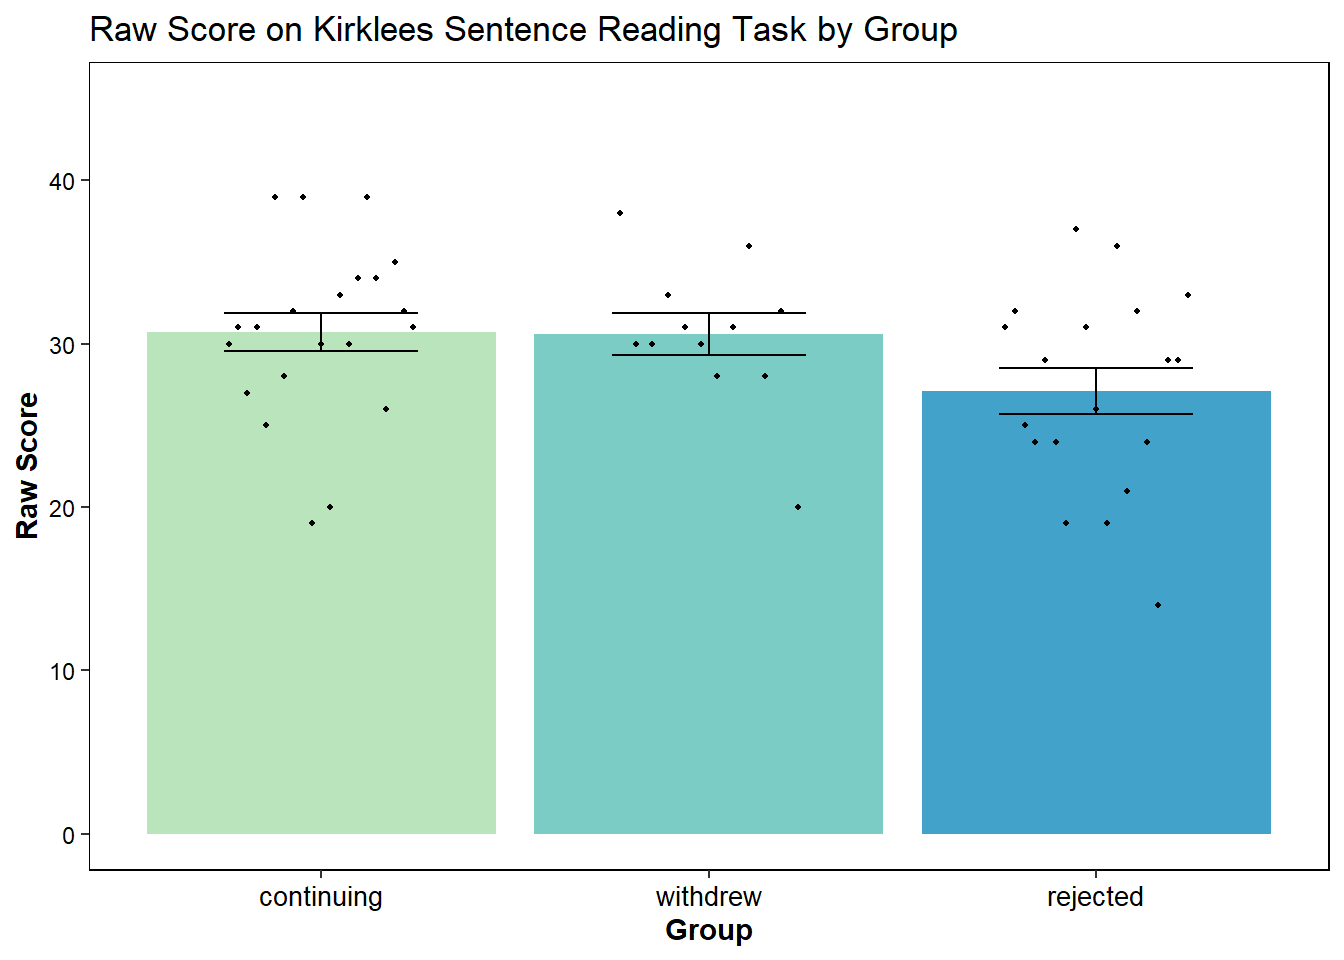 Raw Score on Kirklees Sentence Reading Task by Group
Raw Score
40
30
20
10
0
continuing
withdrew
rejected
Group